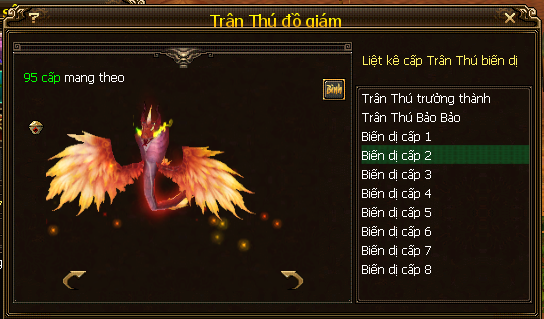 ?
Trân Thú đồ giám
95 cấp mang theo
Bình
Liệt kê cấp Trân Thú biến dị
Trân Thú trưởng thành
Trân Thú Bảo Bảo
Biến dị cấp 1
Biến dị cấp 2
Biến dị cấp 3
Biến dị cấp 4
Biến dị cấp 5
Biến dị cấp 6
Biến dị cấp 7
Biến dị cấp 8